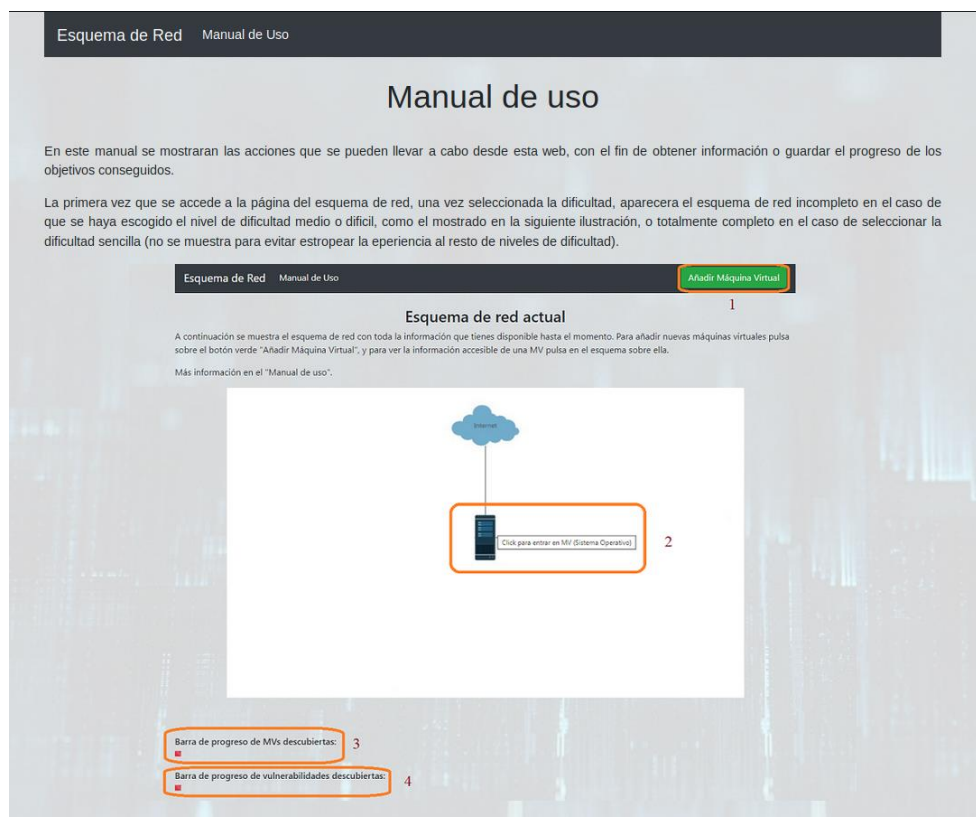 Esquema de Red Manual de Uso
Manual de uso
En este manual se mostraran las acciones que se pueden llevar a cabo desde esta web, con el fin de obtener información o guardar el progreso de los
objetivos conseguidos.
La primera vez que se accede a la página del esquema de red, una vez seleccionada la dificultad, aparecera el esquema de red incompleto en el caso de
que se haya escogido el nivel de dificultad medio o dificil, como el mostrado en la siguiente ilustración, o totalmente completo en el caso de seleccionar la
dificultad sencilla (no se muestra para evitar estropear la eperiencia al resto de niveles de dificultad).
Esquema de Red Manual de Uso Añadir Máquina Virtual
1
Esquema de red actual
A continuación se muestra el esquema de red con toda la información que tienes disponible hasta el momento. Para añadir nuevas máquinas virtuales pulsa
sobre el botón verde "Añadir Máquina Virtual", y para ver la información accesible de una MV pulsa en el esquema sobre ella.
Más información en el "Manual de uso".
Internet
Click para entrar en MV (Sistema Operativo) 2
Barra de progreso de MVs descubiertas: 3
Barra de progreso de vulnerabilidades descubiertas: 4